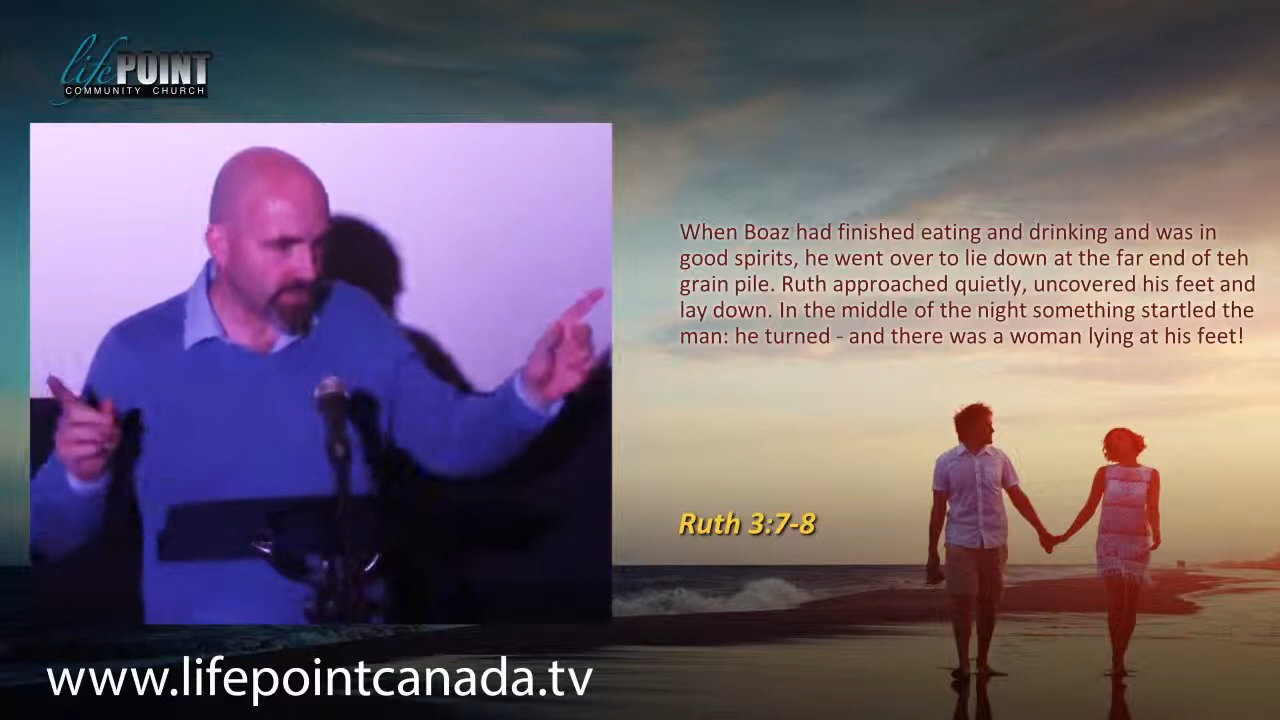 life POINT
COMMUNITY CHURCH
When Boaz had finished eating and drinking and was in
good spirits, he went over to lie down at the far end of teh
grain pile. Ruth approached quietly, uncovered his feet and
lay down. In the middle of the night something startled the
man: he turned - and there was a woman lying at his feet!
Ruth 3:7-8
www.lifepointcanada.tv